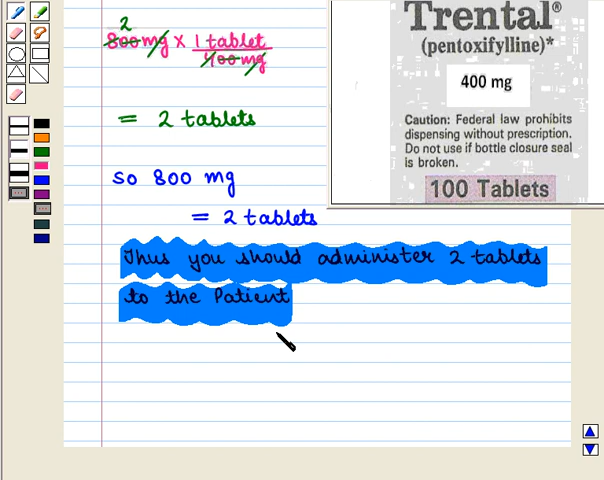 2
800 mg X 1 tablet
400 mg
= 2 tablets
so 800 mg
= 2 tablets
Thus you should administer 2 tablets
to the Patient
Trental®
(pentoxifylline)*
400 mg
Caution: Federal law prohibits
dispensing without prescription.
Do not use if bottle closure seal
is broken.
100 Tablets